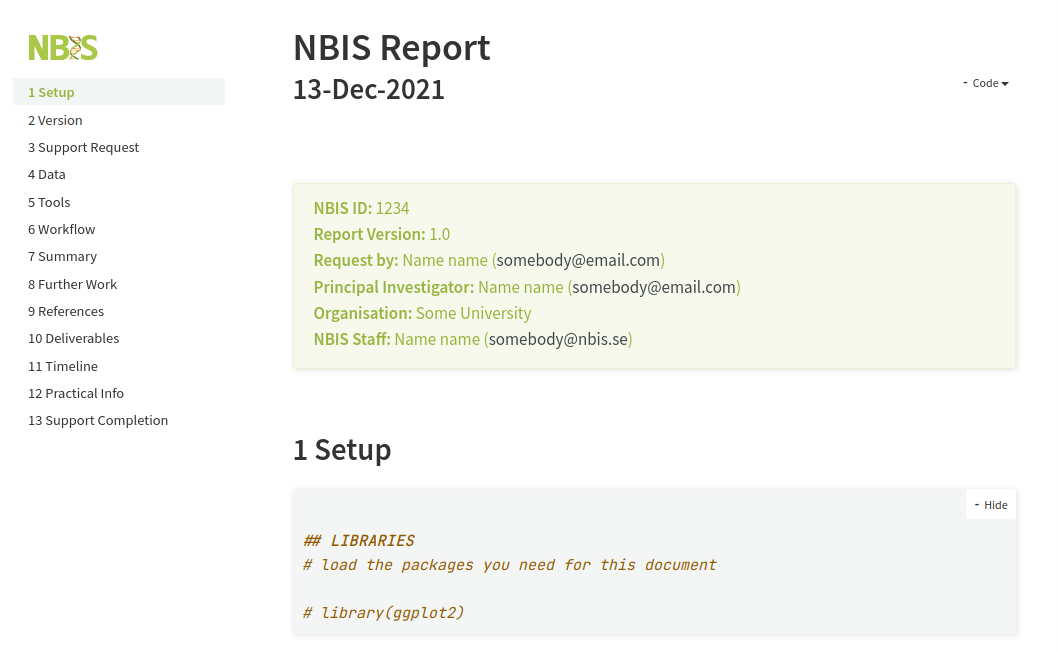 NBIS
1 Setup
2 Version
3 Support Request
4 Data
5 Tools
6 Workflow
7 Summary
8 Further Work
9 References
10 Deliverables
11 Timeline
12 Practical Info
13 Support Completion
NBIS Report
13-Dec-2021
- Code
NBIS ID: 1234
Report Version: 1.0
Request by: Name name (somebody@email.com)
Principal Investigator: Name name (somebody@email.com)
Organisation: Some University
NBIS Staff: Name name (somebody@nbis.se)
1 Setup
- Hide
## LIBRARIES
# load the packages you need for this document
# library(ggplot2)